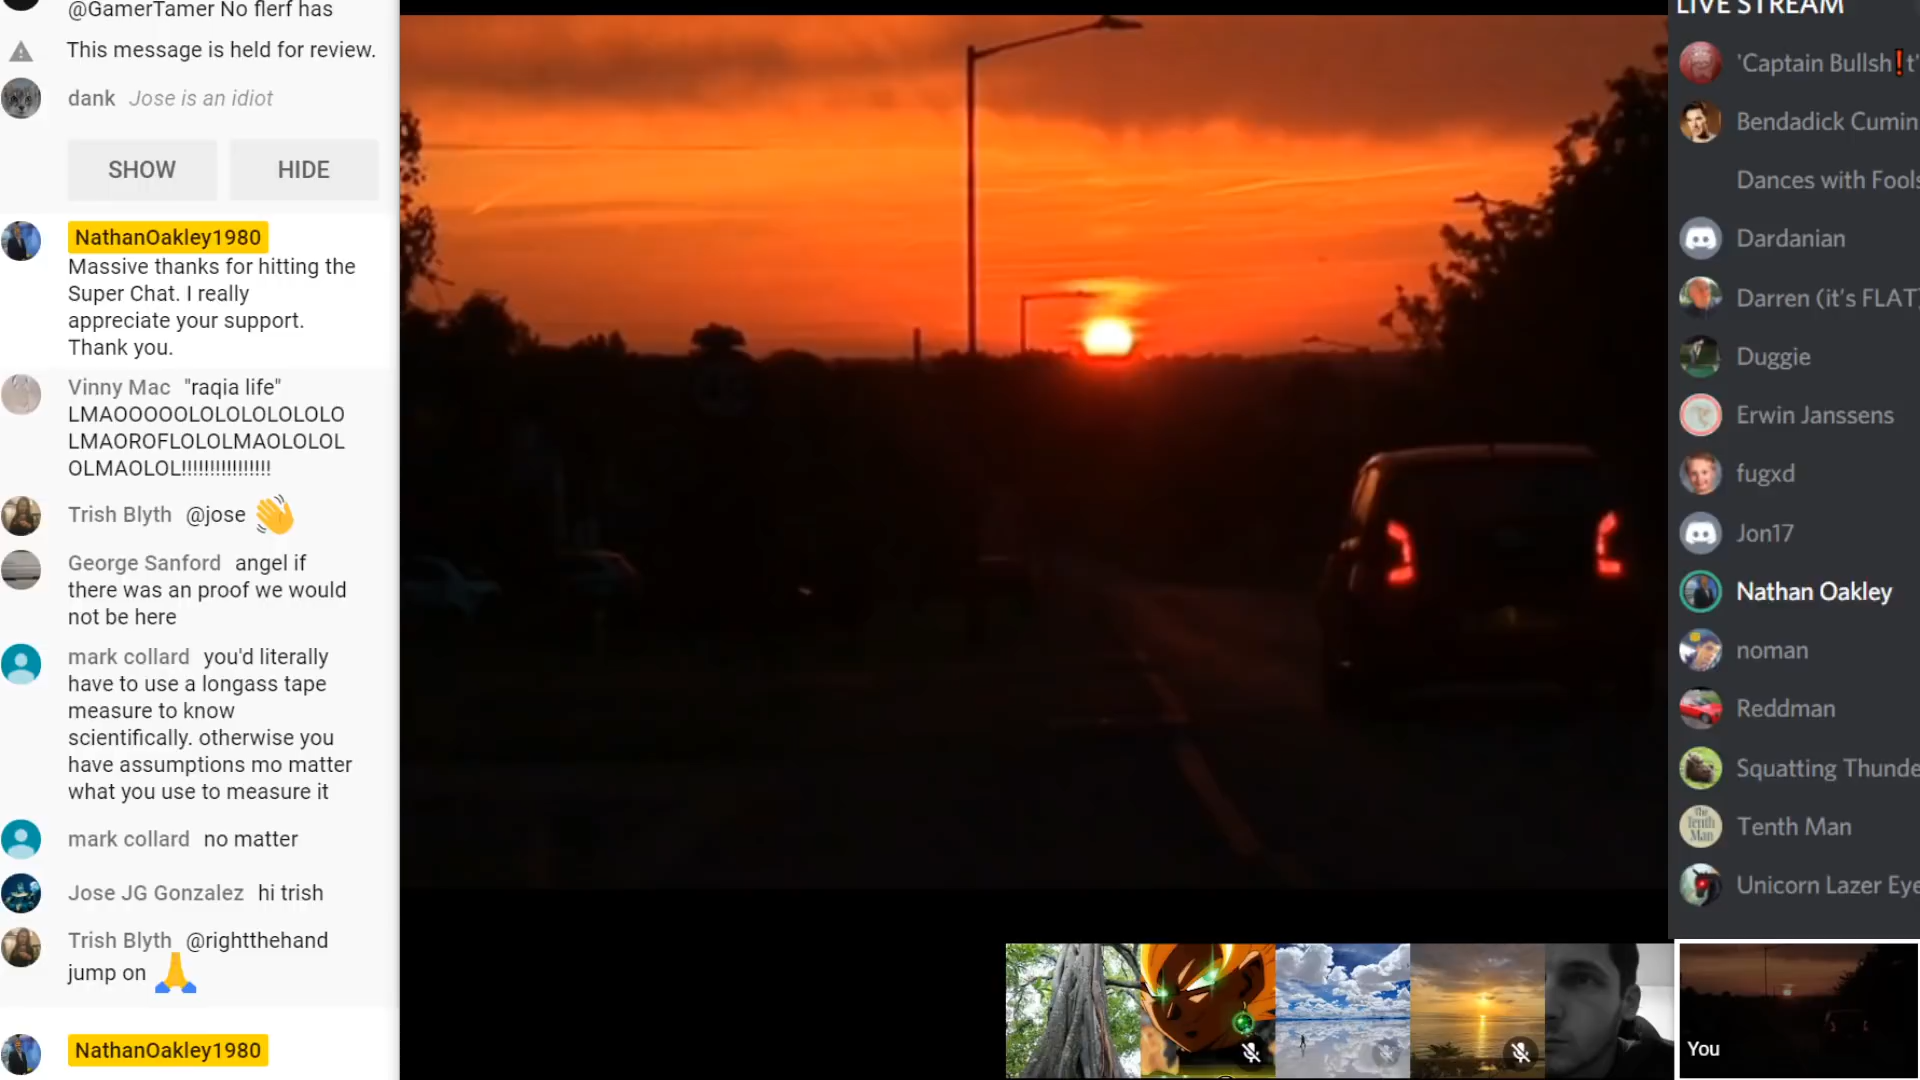 @GamerTamer No flerf has
This message is held for review.
dank Jose is an idiot
SHOW HIDE
NathanOakley1980
Massive thanks for hitting the
Super Chat. I really
appreciate your support.
Thank you.
Vinny Mac "raqia life"
LMAOOOOOLOLOLOLOLOLO
LMAOROFLOLOLMAOLOLOL
OLMAOLOL!!!!!!!!!!!!!!!!
Trish Blyth @jose
George Sanford angel if
there was an proof we would
not be here
mark collard you'd literally
have to use a longass tape
measure to know
scientifically. otherwise you
have assumptions mo matter
what you use to measure it
mark collard no matter
Jose JG Gonzalez hi trish
Trish Blyth @rightthehand
jump on
NathanOakley1980
LIVE STREAM
'Captain Bullsh❗t'
Bendadick Cumin
Dances with Fools
Dardanian
Darren (it's FLAT)
Duggie
Erwin Janssens
fugxd
Jon17
Nathan Oakley
noman
Reddman
Squatting Thunde
The Tenth Man
Tenth Man
Unicorn Lazer Eye
You